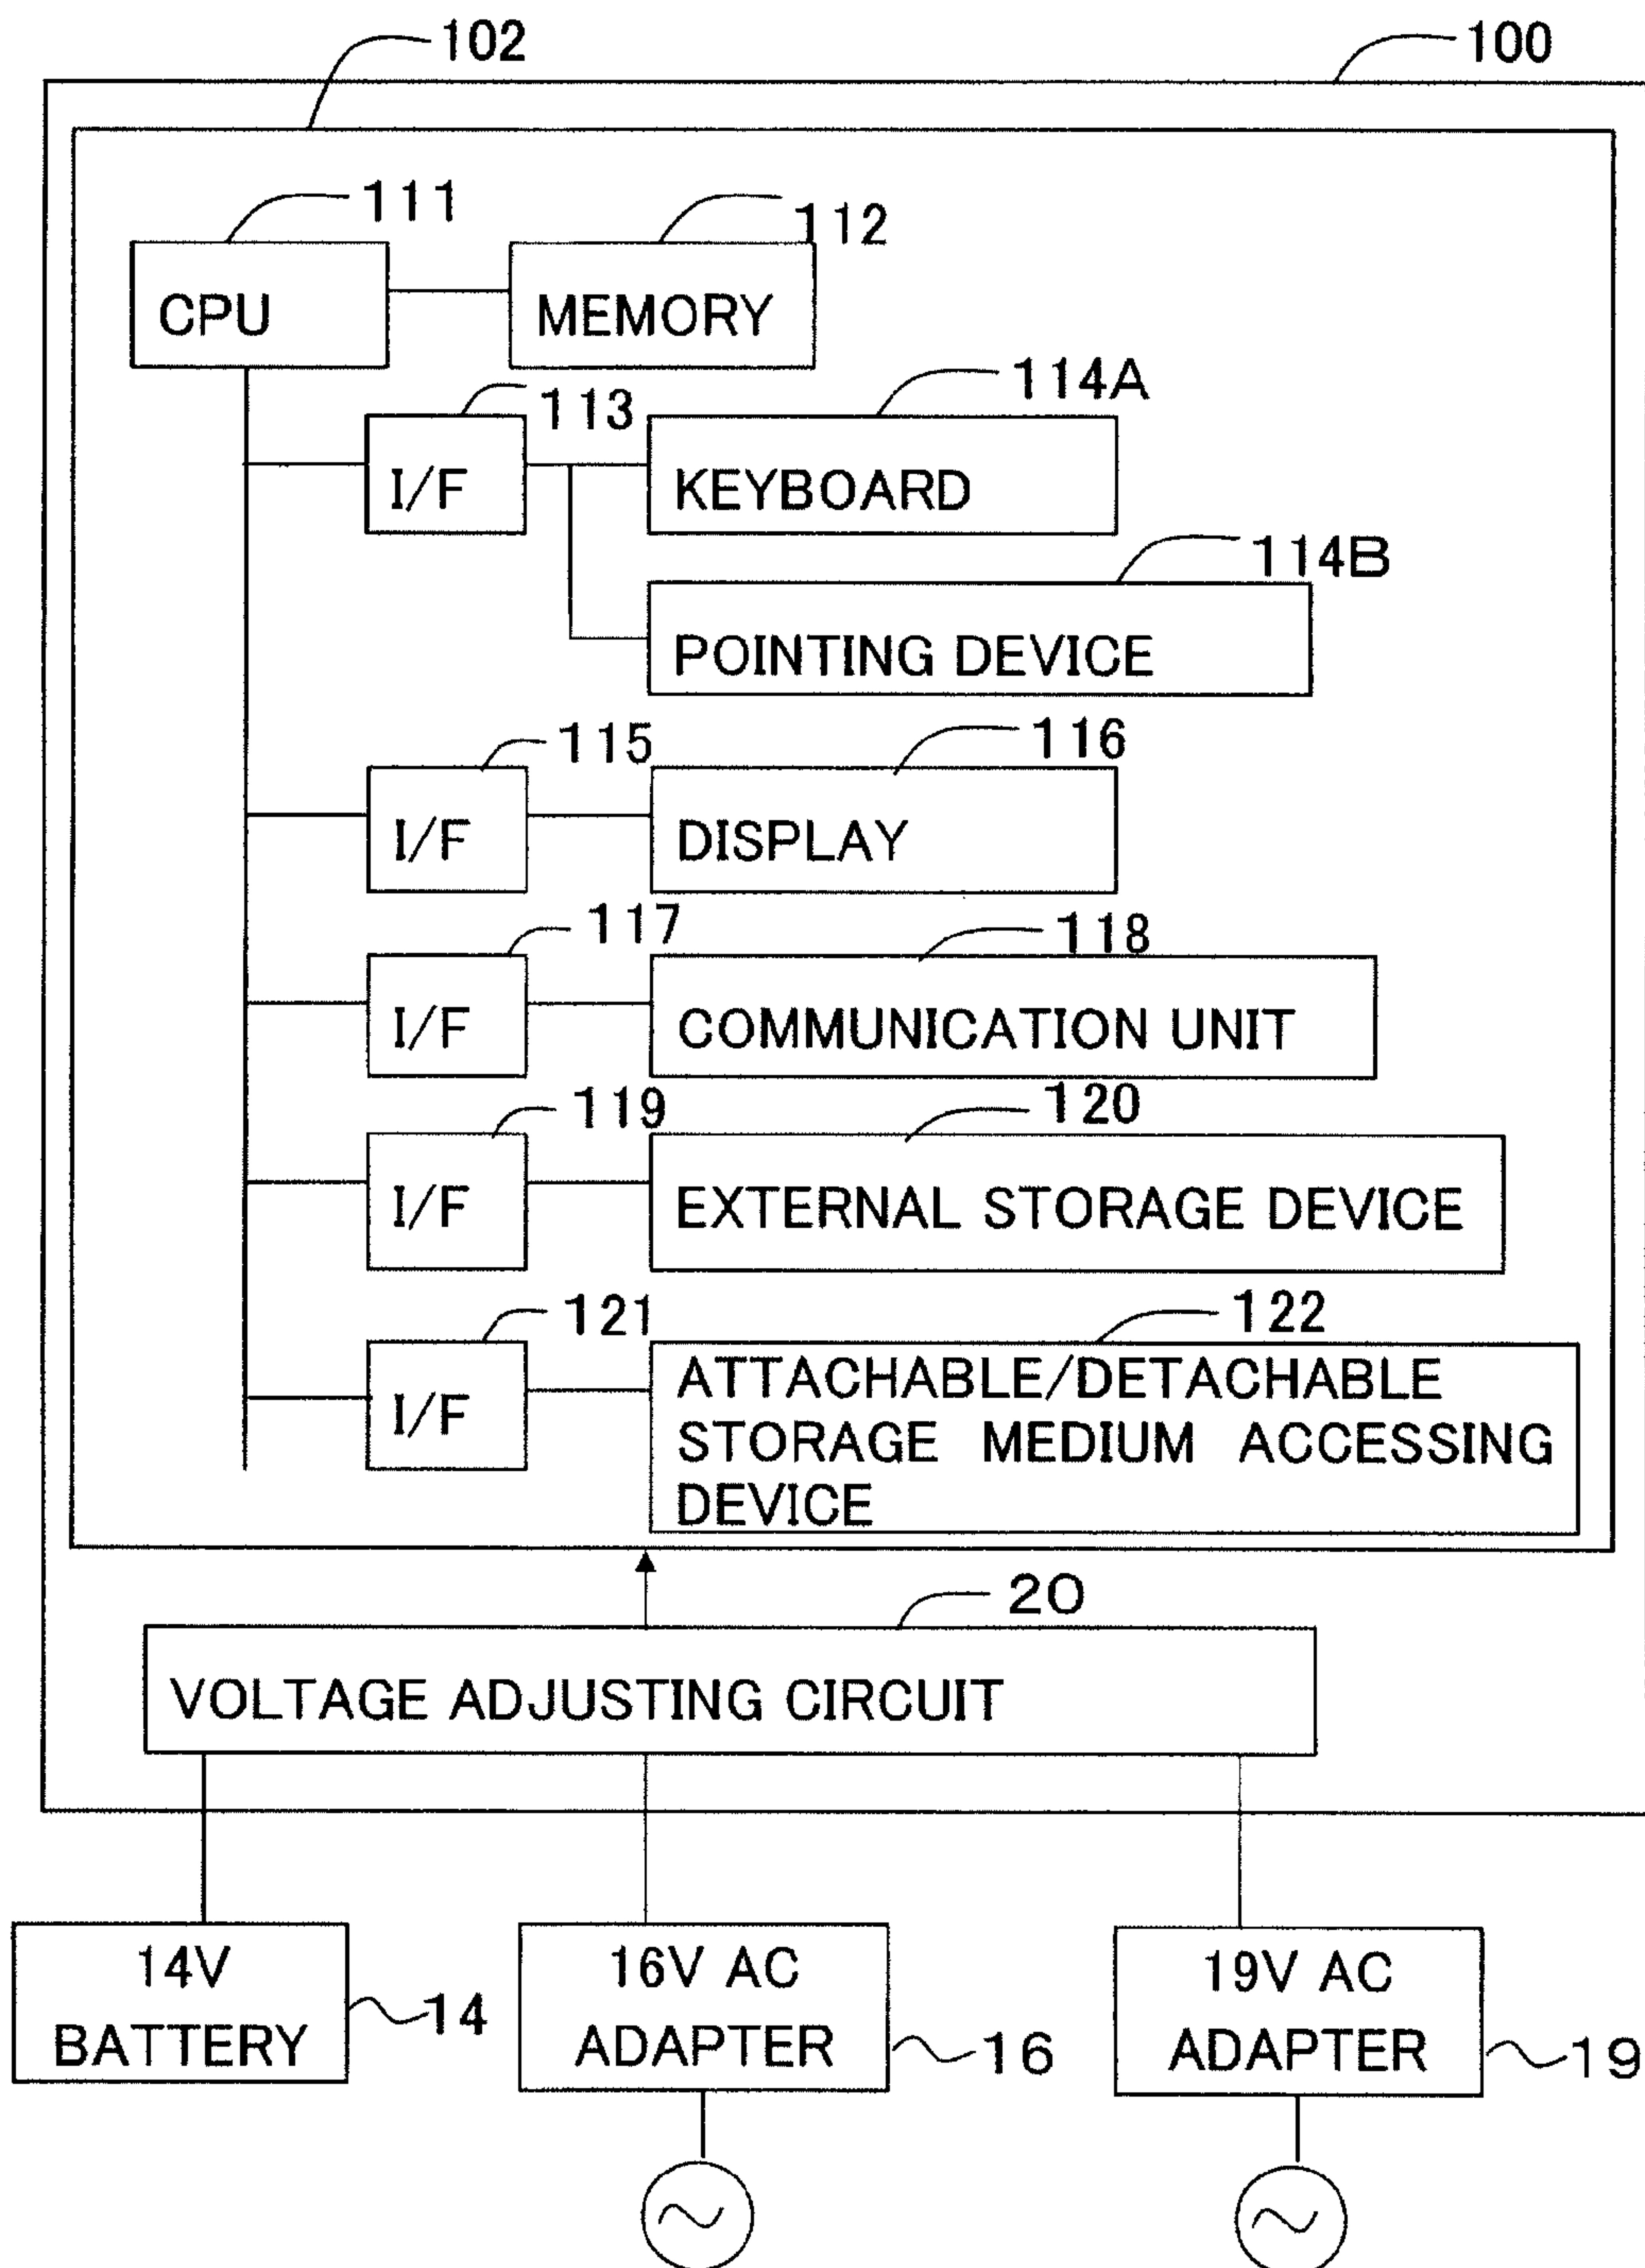 102
100
111
112
CPU
MEMORY
113
114A
I/F
KEYBOARD
114B
POINTING DEVICE
115
116
I/F
DISPLAY
117
118
I/F
COMMUNICATION UNIT
119
120
I/F
EXTERNAL STORAGE DEVICE
121
122
I/F
ATTACHABLE/DETACHABLE
STORAGE MEDIUM ACCESSING
DEVICE
20
VOLTAGE ADJUSTING CIRCUIT
14V
BATTERY
14
16V AC
ADAPTER
16
19V AC
ADAPTER
19